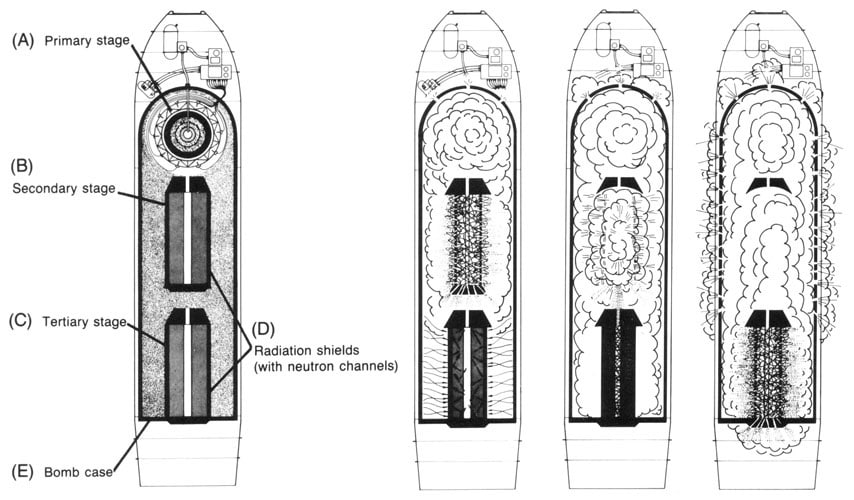 (A) Primary stage
(B)
Secondary stage
(C) Tertiary stage
(D)
Radiation shields
(with neutron channels)
(E) Bomb case